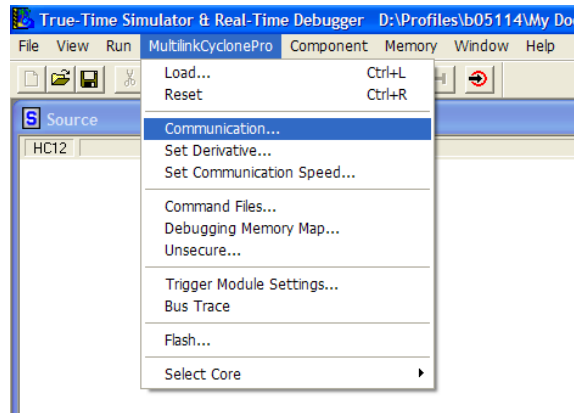 True-Time Simulator & Real-Time Debugger D:\Profiles\b05114\My Do
File View Run MultilinkCyclonePro Component Memory Window Help
Load... Ctrl+L
Reset Ctrl+R
S Source
Communication...
HC12
Set Derivative...
Set Communication Speed...
Command Files...
Debugging Memory Map...
Unsecure...
Trigger Module Settings...
Bus Trace
Flash...
Select Core